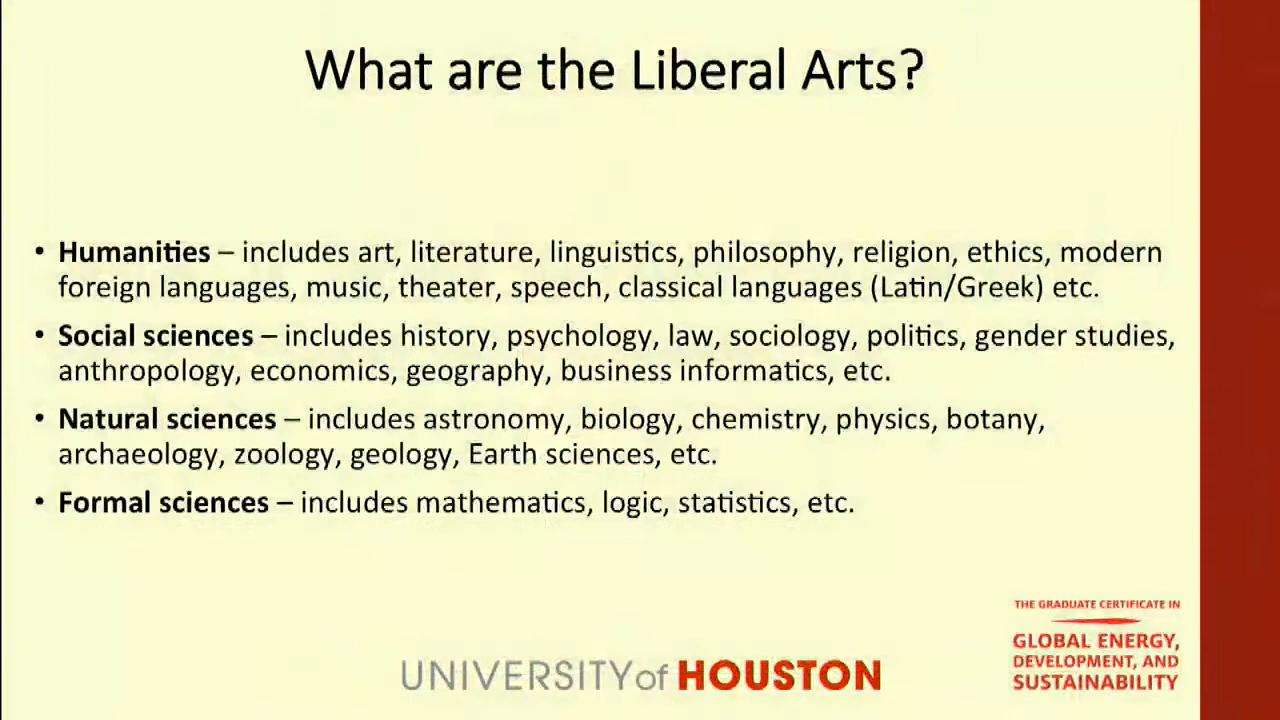 What are the Liberal Arts?
• Humanities – includes art, literature, linguistics, philosophy, religion, ethics, modern
foreign languages, music, theater, speech, classical languages (Latin/Greek) etc.
• Social sciences – includes history, psychology, law, sociology, politics, gender studies,
anthropology, economics, geography, business informatics, etc.
• Natural sciences – includes astronomy, biology, chemistry, physics, botany,
archaeology, zoology, geology, Earth sciences, etc.
• Formal sciences – includes mathematics, logic, statistics, etc.
THE GRADUATE CERTIFICATE IN
GLOBAL ENERGY,
DEVELOPMENT, AND
SUSTAINABILITY
UNIVERSITY of HOUSTON